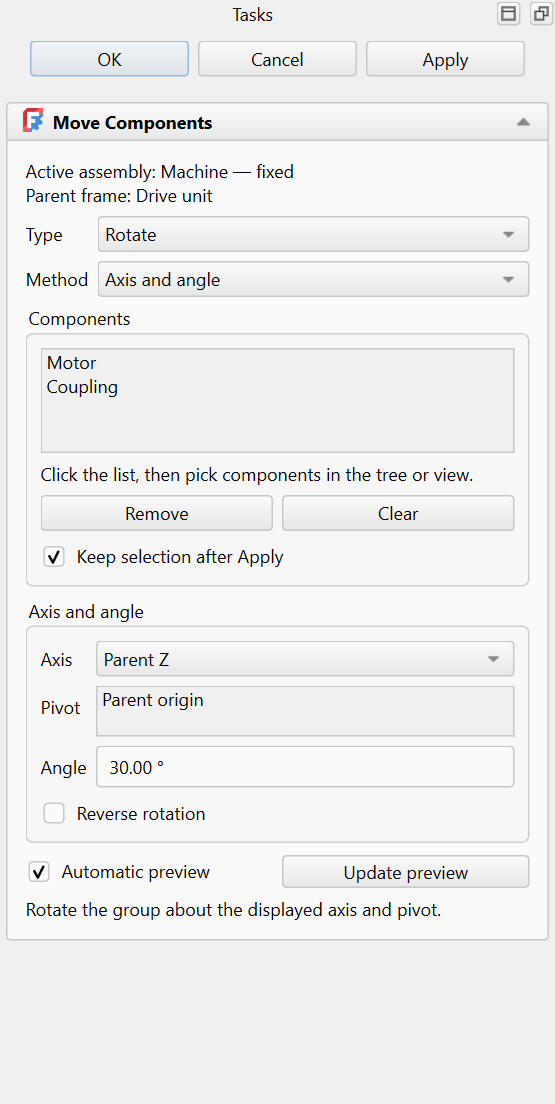 Tasks
OK Cancel Apply
Move Components
Active assembly: Machine — fixed
Parent frame: Drive unit
Type Rotate
Method Axis and angle
Components
Motor
Coupling
Click the list, then pick components in the tree or view.
Remove Clear
Keep selection after Apply
Axis and angle
Axis Parent Z
Pivot Parent origin
Angle 30.00 °
Reverse rotation
Automatic preview Update preview
Rotate the group about the displayed axis and pivot.